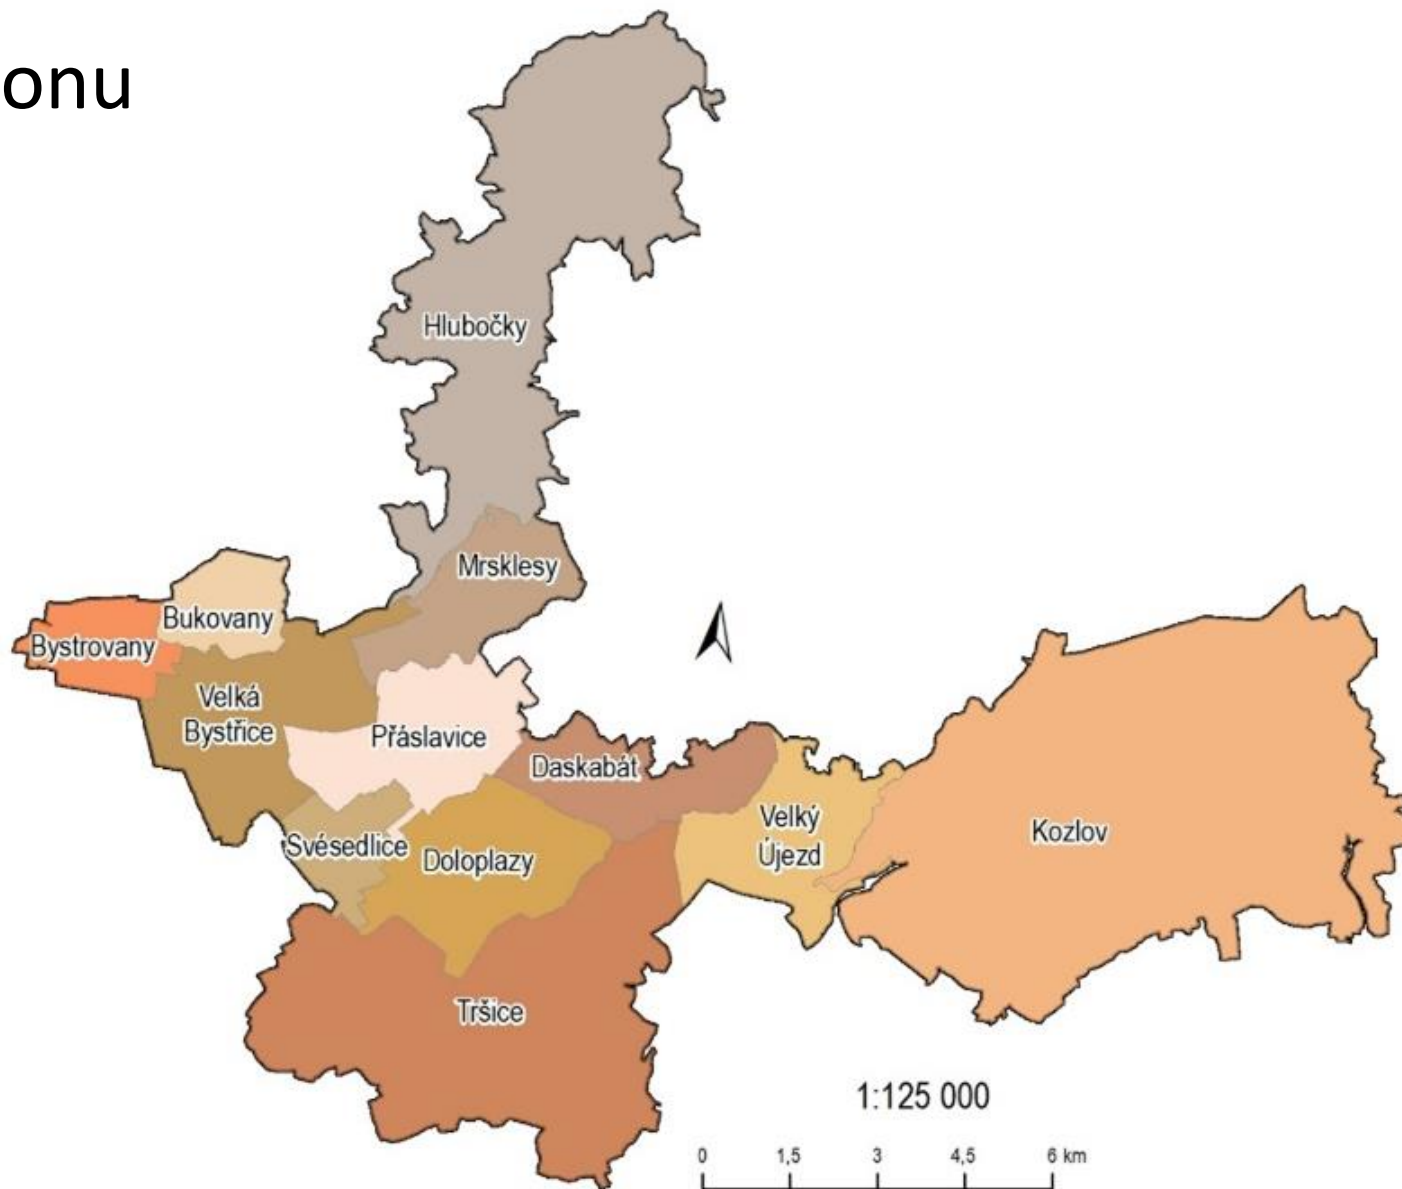 onu
Hlubočky
Mrsklesy
Bukovany
Bystrovany
Velká
Bystřice
Přáslavice
Daskabát
Velký
Újezd
Kozlov
Svésedlice
Doloplazy
Tršice
1:125 000
0 1,5 3 4,5 6 km